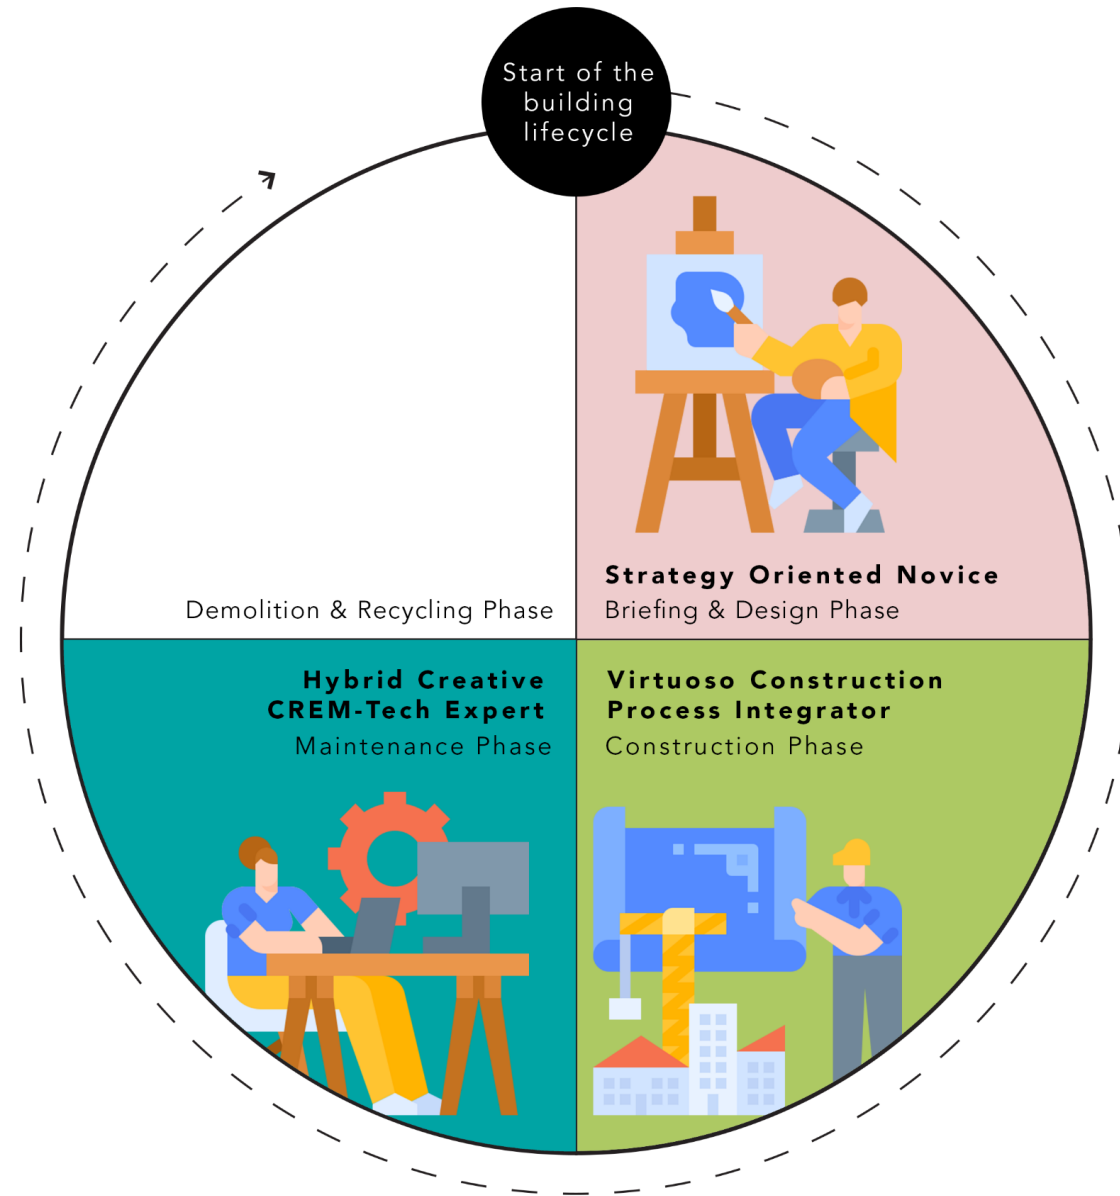 Start of the
building
lifecycle
Strategy Oriented Novice
Briefing & Design Phase
Demolition & Recycling Phase
Virtuoso Construction
Process Integrator
Construction Phase
Hybrid Creative
CREM-Tech Expert
Maintenance Phase